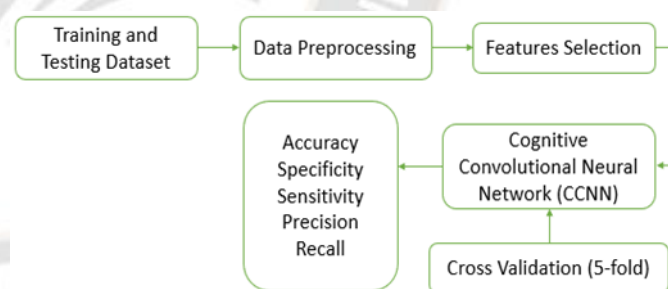 Training and
Testing Dataset
Data Preprocessing
Features Selection
Cognitive
Convolutional Neural
Network (CCNN)
Cross Validation (5-fold)
Accuracy
Specificity
Sensitivity
Precision
Recall